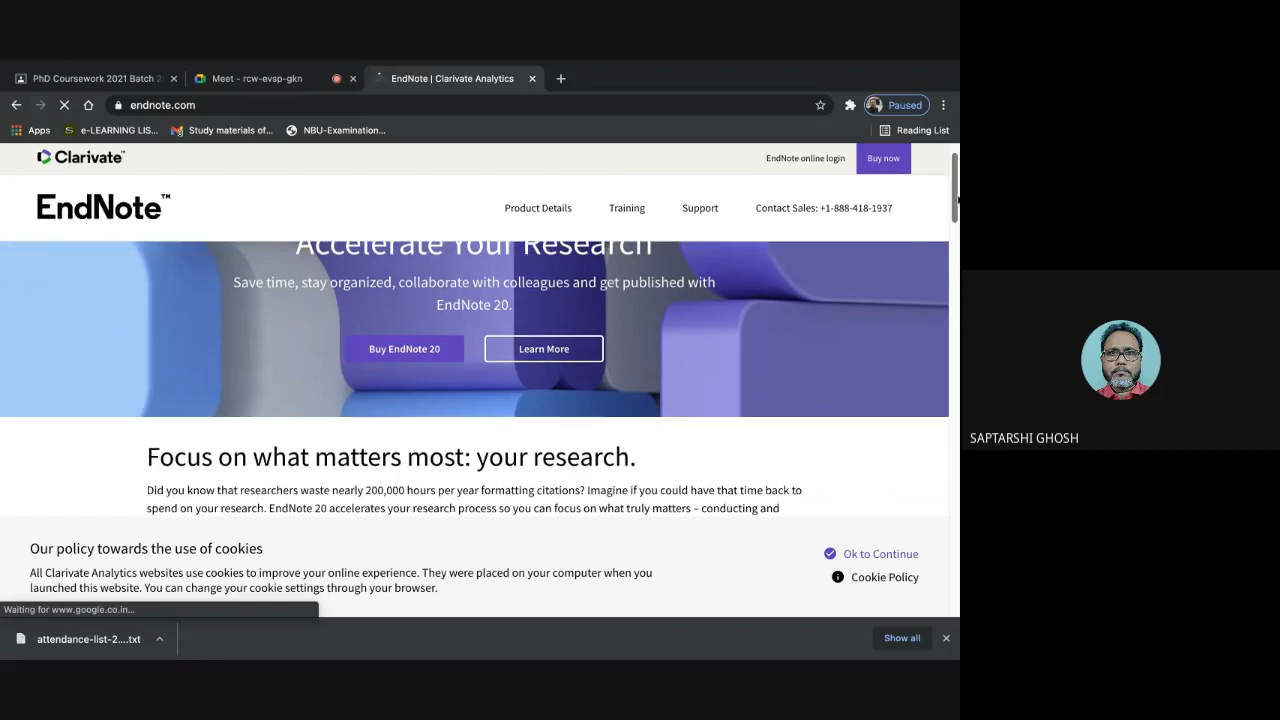 PhD Coursework 2021 Batch 2
Meet - rcw-evsp-gkn
EndNote | Clarivate Analytics
endnote.com
Paused
Apps
e-LEARNING LIS...
Study materials of...
NBU-Examination...
Reading List
Clarivate™
EndNote online login
Buy now
EndNote™
Product Details
Training
Support
Contact Sales: +1-888-418-1937
Accelerate Your Research
Save time, stay organized, collaborate with colleagues and get published with
EndNote 20.
Buy EndNote 20
Learn More
Focus on what matters most: your research.
Did you know that researchers waste nearly 200,000 hours per year formatting citations? Imagine if you could have that time back to
spend on your research. EndNote 20 accelerates your research process so you can focus on what truly matters – conducting and
Our policy towards the use of cookies
All Clarivate Analytics websites use cookies to improve your online experience. They were placed on your computer when you
launched this website. You can change your cookie settings through your browser.
Ok to Continue
Cookie Policy
Waiting for www.google.co.in...
attendance-list-2....txt
Show all
SAPTARSHI GHOSH